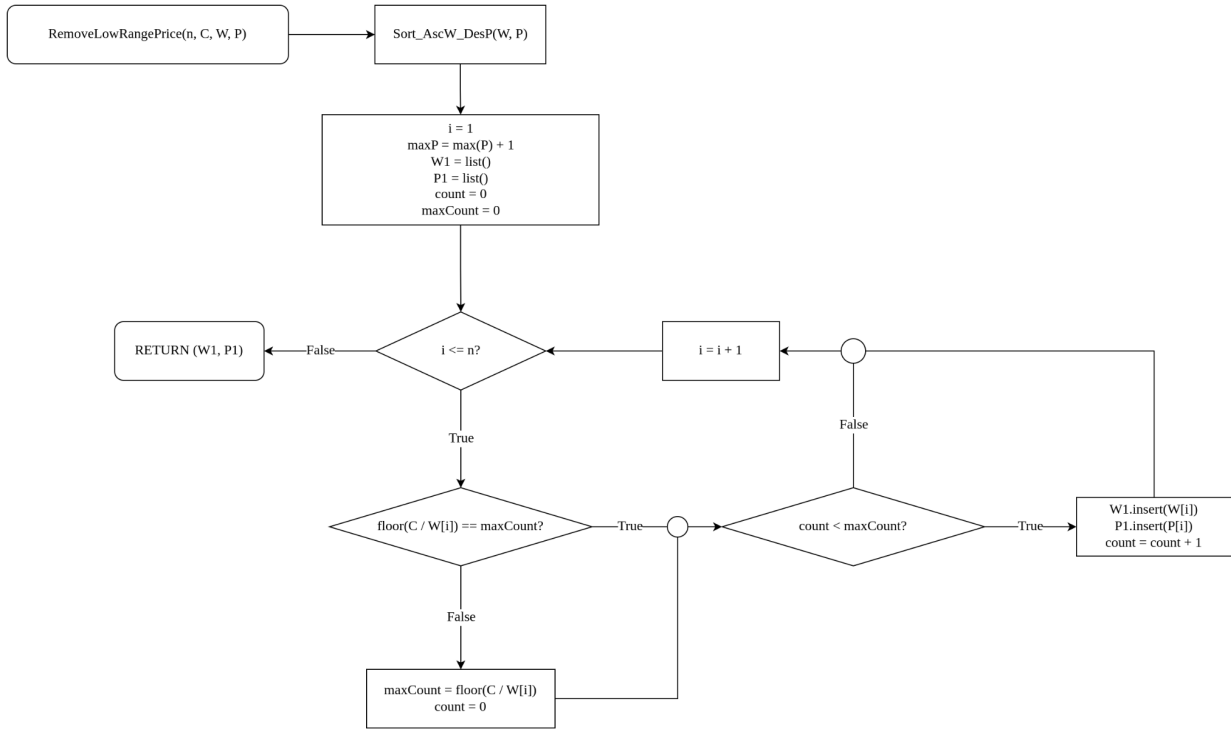 RemoveLowRangePrice(n, C, W, P)
Sort_AscW_DesP(W, P)
i = 1
maxP = max(P) + 1
W1 = list()
P1 = list()
count = 0
maxCount = 0
RETURN (W1, P1)
False
i <= n?
i = i + 1
True
False
floor(C / W[i]) == maxCount?
True
count < maxCount?
True
W1.insert(W[i])
P1.insert(P[i])
count = count + 1
False
maxCount = floor(C / W[i])
count = 0